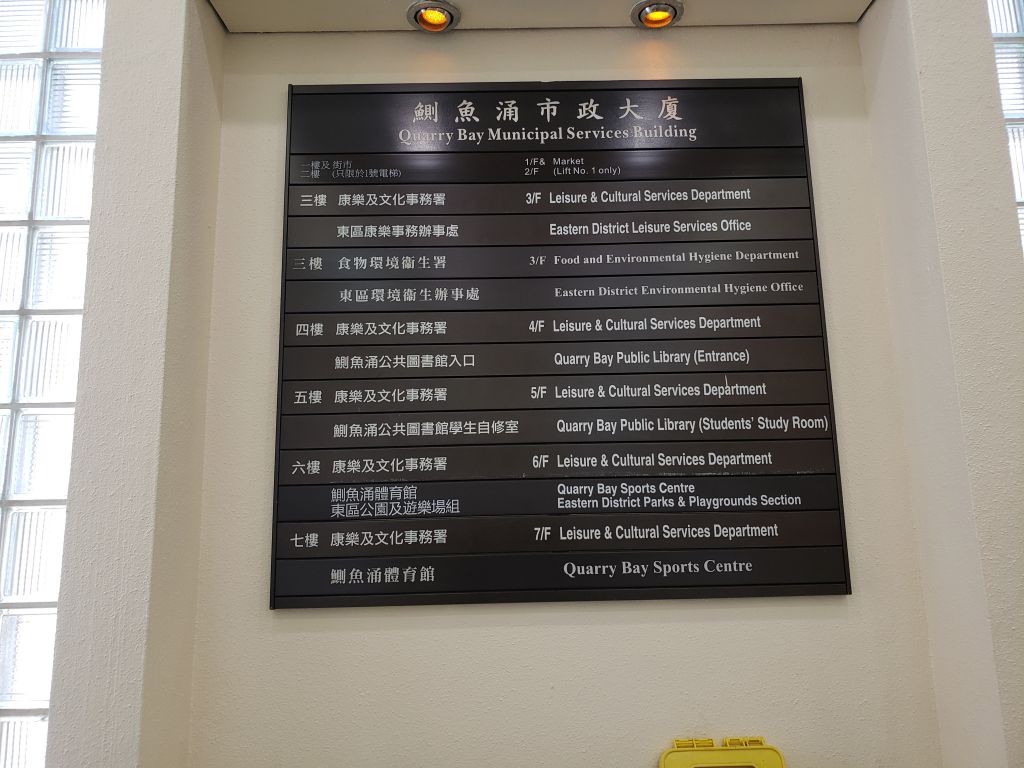 鰂魚涌市政大廈
Quarry Bay Municipal Services Building
一樓及 街市 1/F& Market
二樓 (只限於1號電梯) 2/F (Lift No. 1 only)
三樓 康樂及文化事務署 3/F Leisure & Cultural Services Department
東區康樂事務辦事處 Eastern District Leisure Services Office
三樓 食物環境衞生署 3/F Food and Environmental Hygiene Department
東區環境衞生辦事處 Eastern District Environmental Hygiene Office
四樓 康樂及文化事務署 4/F Leisure & Cultural Services Department
鰂魚涌公共圖書館入口 Quarry Bay Public Library (Entrance)
五樓 康樂及文化事務署 5/F Leisure & Cultural Services Department
鰂魚涌公共圖書館學生自修室 Quarry Bay Public Library (Students' Study Room)
六樓 康樂及文化事務署 6/F Leisure & Cultural Services Department
鰂魚涌體育館 Quarry Bay Sports Centre
東區公園及遊樂場組 Eastern District Parks & Playgrounds Section
七樓 康樂及文化事務署 7/F Leisure & Cultural Services Department
鰂魚涌體育館 Quarry Bay Sports Centre